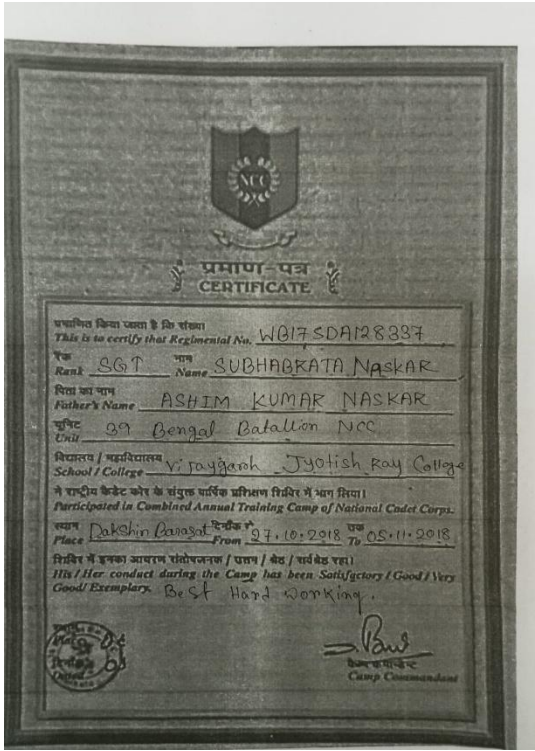 NCC
प्रमाण-पत्र
CERTIFICATE
प्रमाणित किया जाता है कि संख्या
This is to certify that Regimental No. WB17SDA128337
रैंक नाम
Rank SGT Name SUBHABRATA NASKAR
पिता का नाम
Father's Name ASHIM KUMAR NASKAR
यूनिट
Unit 39 Bengal Batallion NCC
विद्यालय / महाविद्यालय
School / College Vijaygarh Jyotish Ray College
ने राष्ट्रीय कैडेट कोर के संयुक्त वार्षिक प्रशिक्षण शिविर में भाग लिया।
Participated in Combined Annual Training Camp of National Cadet Corps.
स्थान दिनाँक से तक
Place Dakshin Barasat From 27.10.2018 To 05.11.2018
शिविर में इनका आचरण संतोषजनक / उत्तम / श्रेष्ठ / सर्वश्रेष्ठ रहा।
His / Her conduct during the Camp has been Satisfactory / Good / Very
Good / Exemplary. Best Hard working.
Place
दिनाँक
Dated
कैम्प कमान्डेन्ट
Camp Commandant